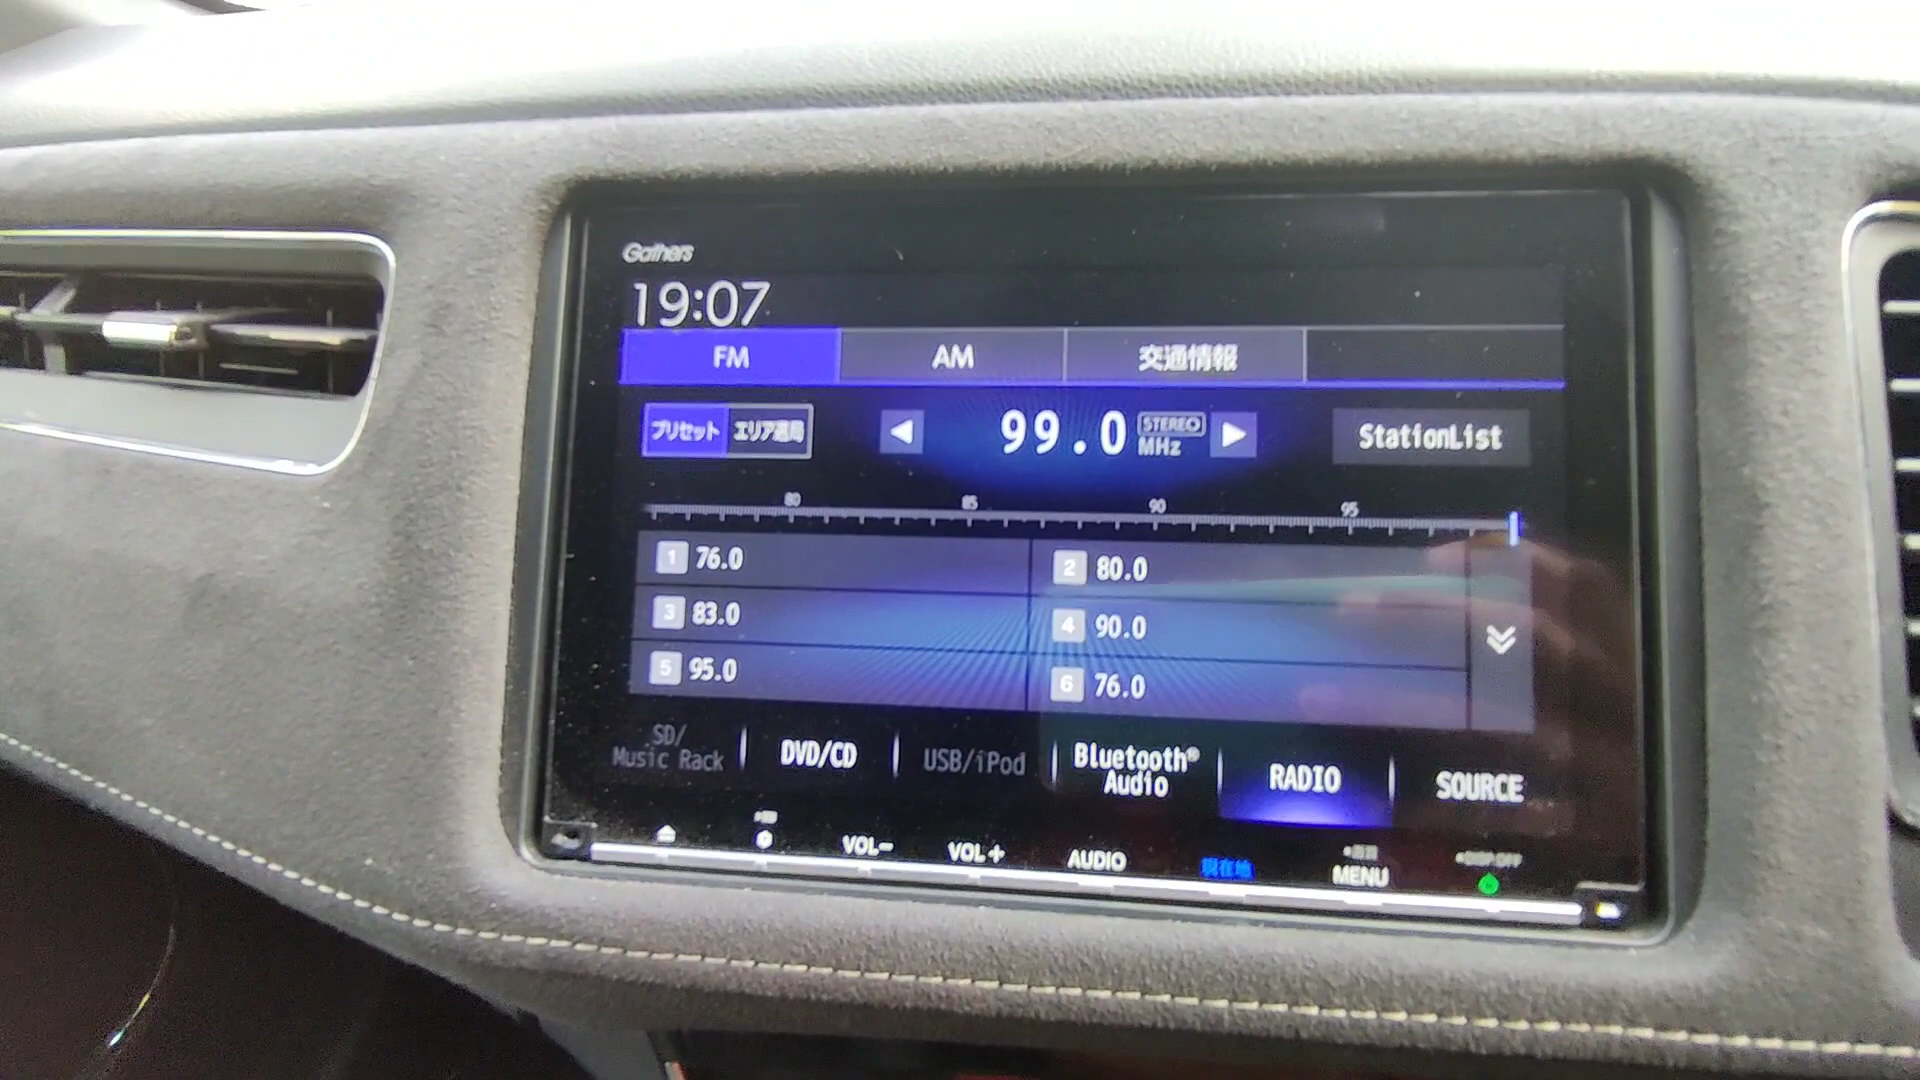 Gathers
19:07
FM AM 交通情報
プリセット エリア選局 ◀ 99.0 STEREO MHz ▶ StationList
80 85 90 95
1 76.0 2 80.0
3 83.0 4 90.0
5 95.0 6 76.0
SD/
Music Rack DVD/CD USB/iPod Bluetooth® Audio RADIO SOURCE
VOL- VOL+ AUDIO 現在地 MENU
DISP OFF